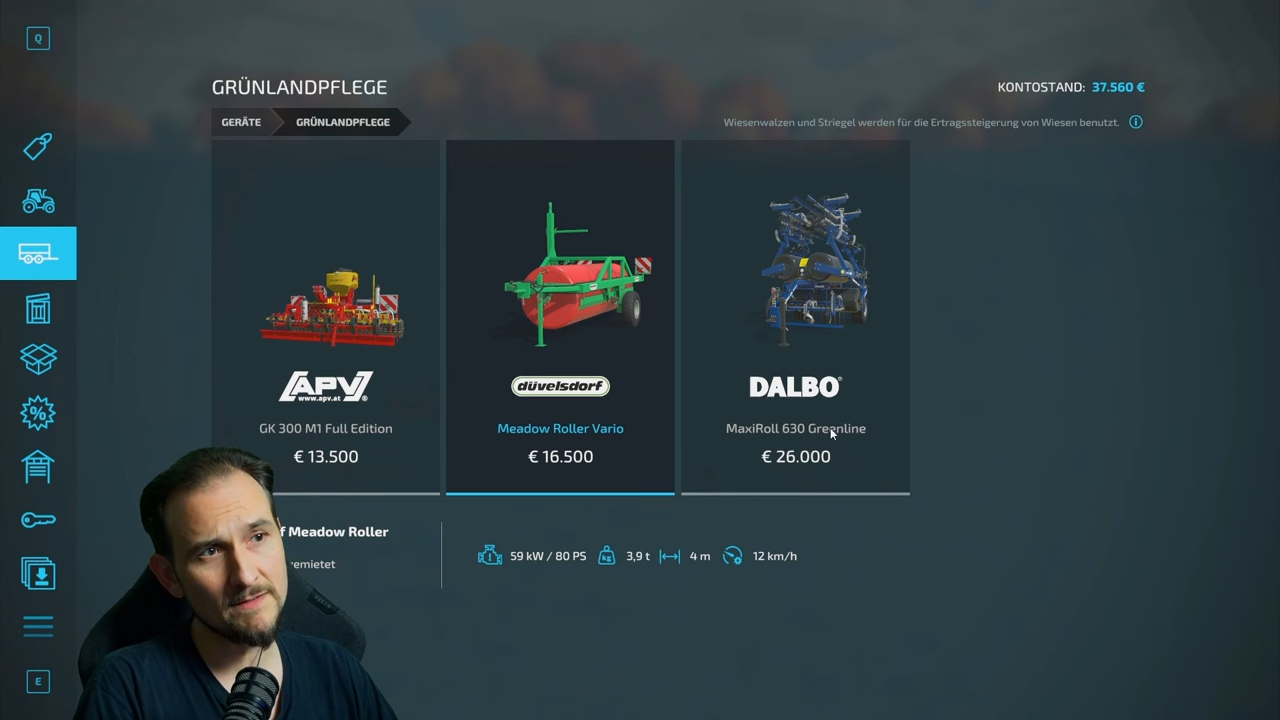 Q
GRÜNLANDPFLEGE
KONTOSTAND: 37.560 €
GERÄTE
GRÜNLANDPFLEGE
Wiesenwalzen und Striegel werden für die Ertragssteigerung von Wiesen benutzt.
APV
www.apv.at
düvelsdorf
DALBO
GK 300 M1 Full Edition
Meadow Roller Vario
MaxiRoll 630 Greenline
€ 13.500
€ 16.500
€ 26.000
f Meadow Roller
59 kW / 80 PS
3,9 t
4 m
12 km/h
E